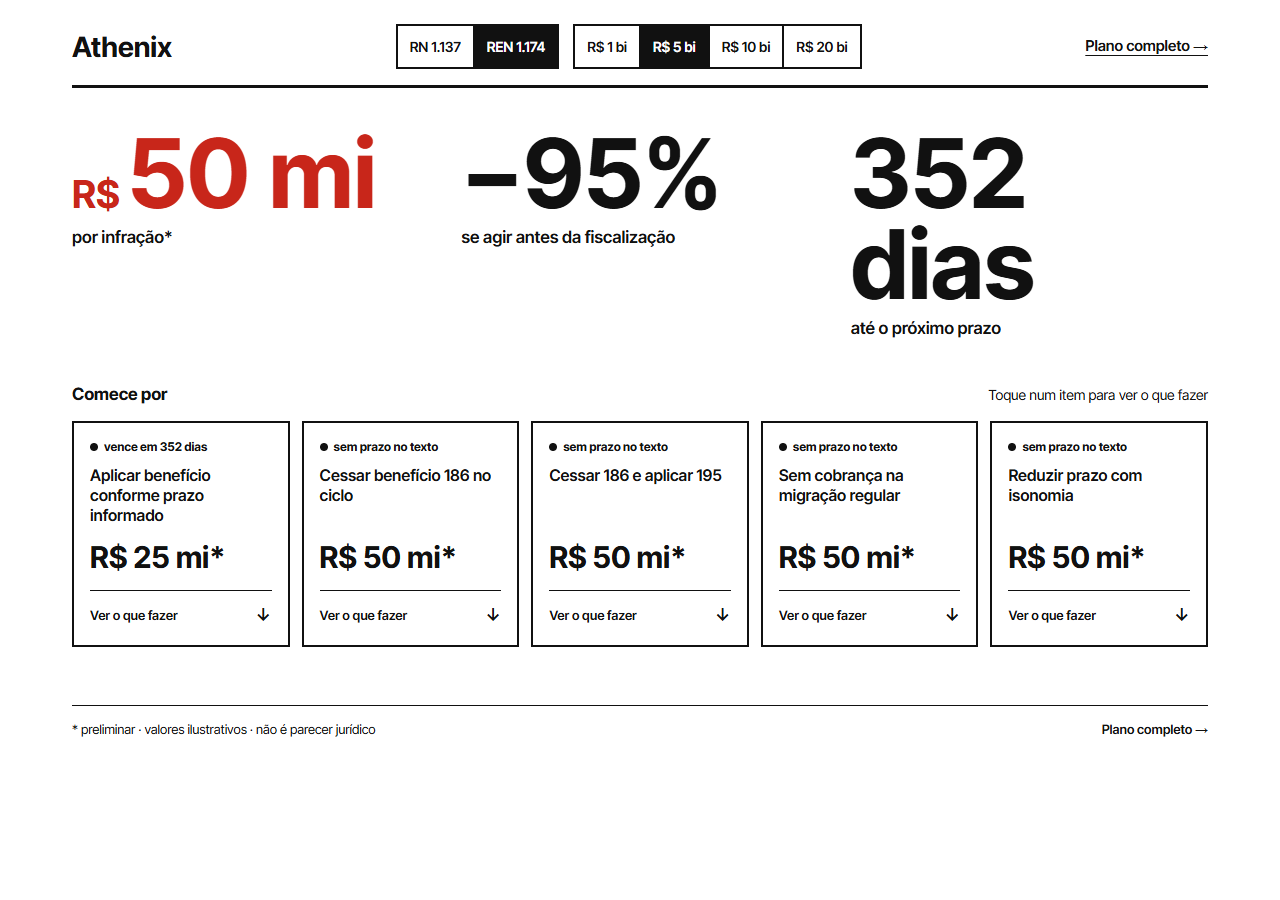 Athenix
RN 1.137
REN 1.174
R$ 1 bi
R$ 5 bi
R$ 10 bi
R$ 20 bi
Plano completo →
R$ 50 mi
por infração*
−95%
se agir antes da fiscalização
352
dias
até o próximo prazo
Comece por
Toque num item para ver o que fazer
vence em 352 dias
Aplicar benefício
conforme prazo
informado
R$ 25 mi*
Ver o que fazer ↓
sem prazo no texto
Cessar benefício 186 no
ciclo
R$ 50 mi*
Ver o que fazer ↓
sem prazo no texto
Cessar 186 e aplicar 195
R$ 50 mi*
Ver o que fazer ↓
sem prazo no texto
Sem cobrança na
migração regular
R$ 50 mi*
Ver o que fazer ↓
sem prazo no texto
Reduzir prazo com
isonomia
R$ 50 mi*
Ver o que fazer ↓
* preliminar · valores ilustrativos · não é parecer jurídico
Plano completo →